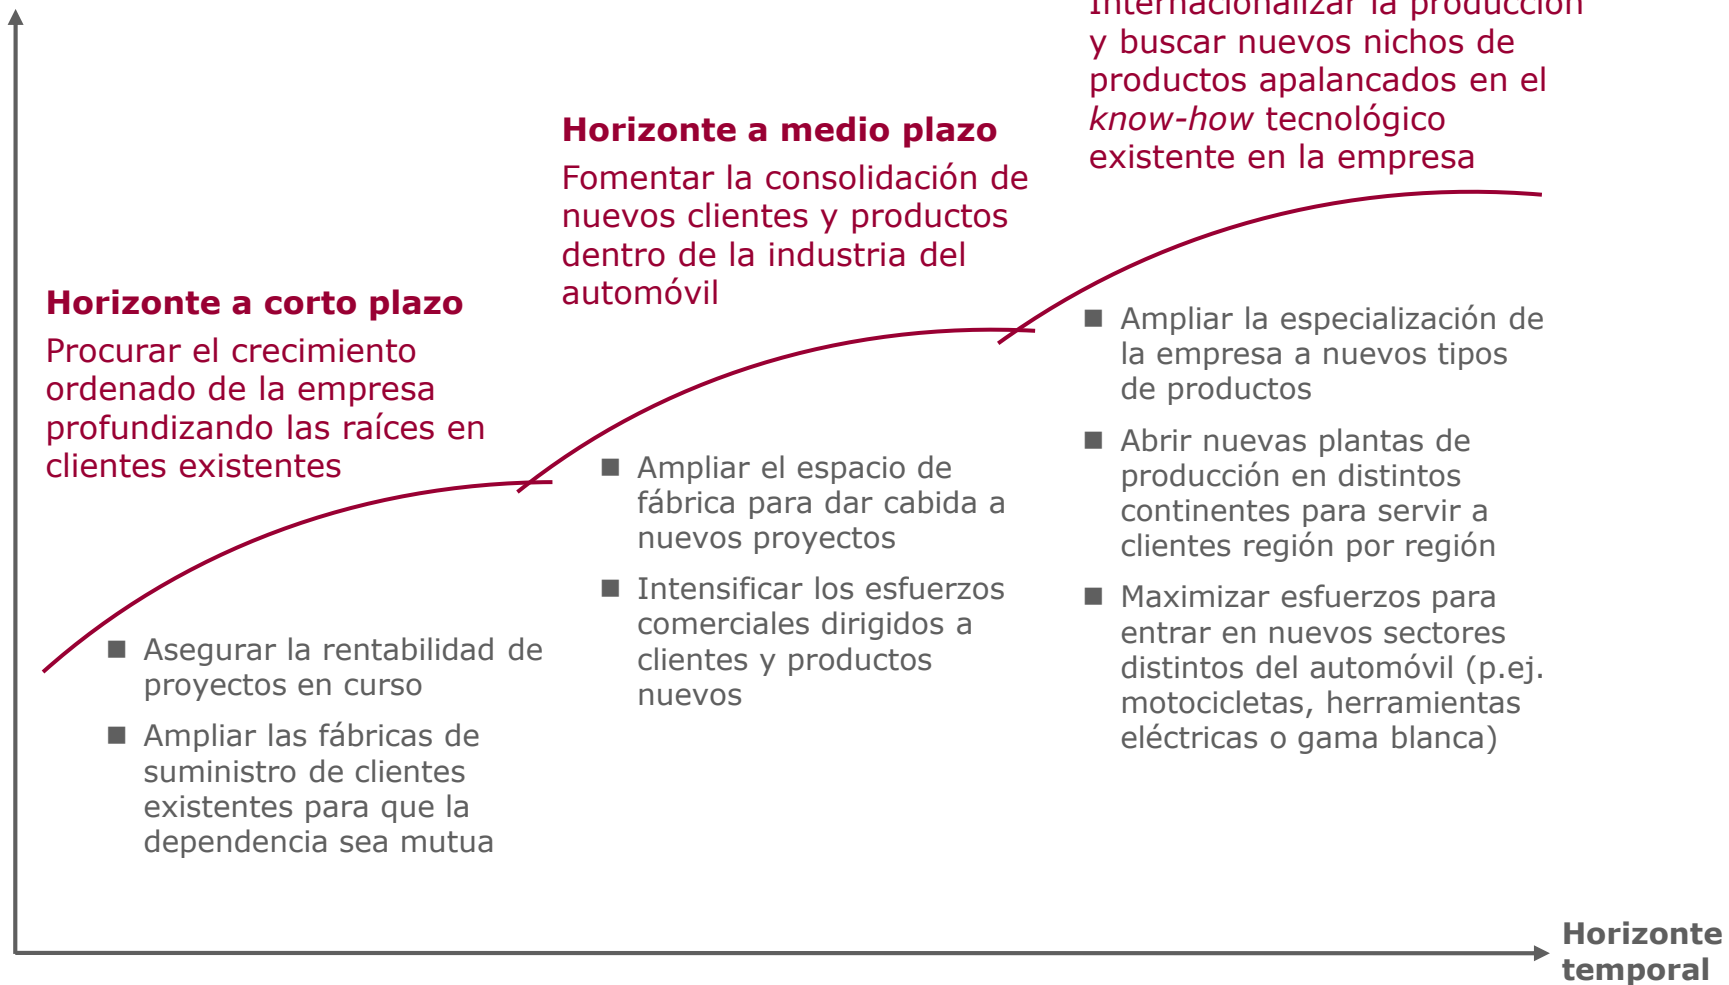 Internacionalizar la producción
y buscar nuevos nichos de
productos apalancados en el
know-how tecnológico
existente en la empresa
Horizonte a medio plazo
Fomentar la consolidación de
nuevos clientes y productos
dentro de la industria del
automóvil
Horizonte a corto plazo
Procurar el crecimiento
ordenado de la empresa
profundizando las raíces en
clientes existentes
■ Ampliar la especialización de
la empresa a nuevos tipos
de productos
■ Abrir nuevas plantas de
producción en distintos
continentes para servir a
clientes región por región
■ Maximizar esfuerzos para
entrar en nuevos sectores
distintos del automóvil (p.ej.
motocicletas, herramientas
eléctricas o gama blanca)
■ Ampliar el espacio de
fábrica para dar cabida a
nuevos proyectos
■ Intensificar los esfuerzos
comerciales dirigidos a
clientes y productos
nuevos
■ Asegurar la rentabilidad de
proyectos en curso
■ Ampliar las fábricas de
suministro de clientes
existentes para que la
dependencia sea mutua
Horizonte
temporal